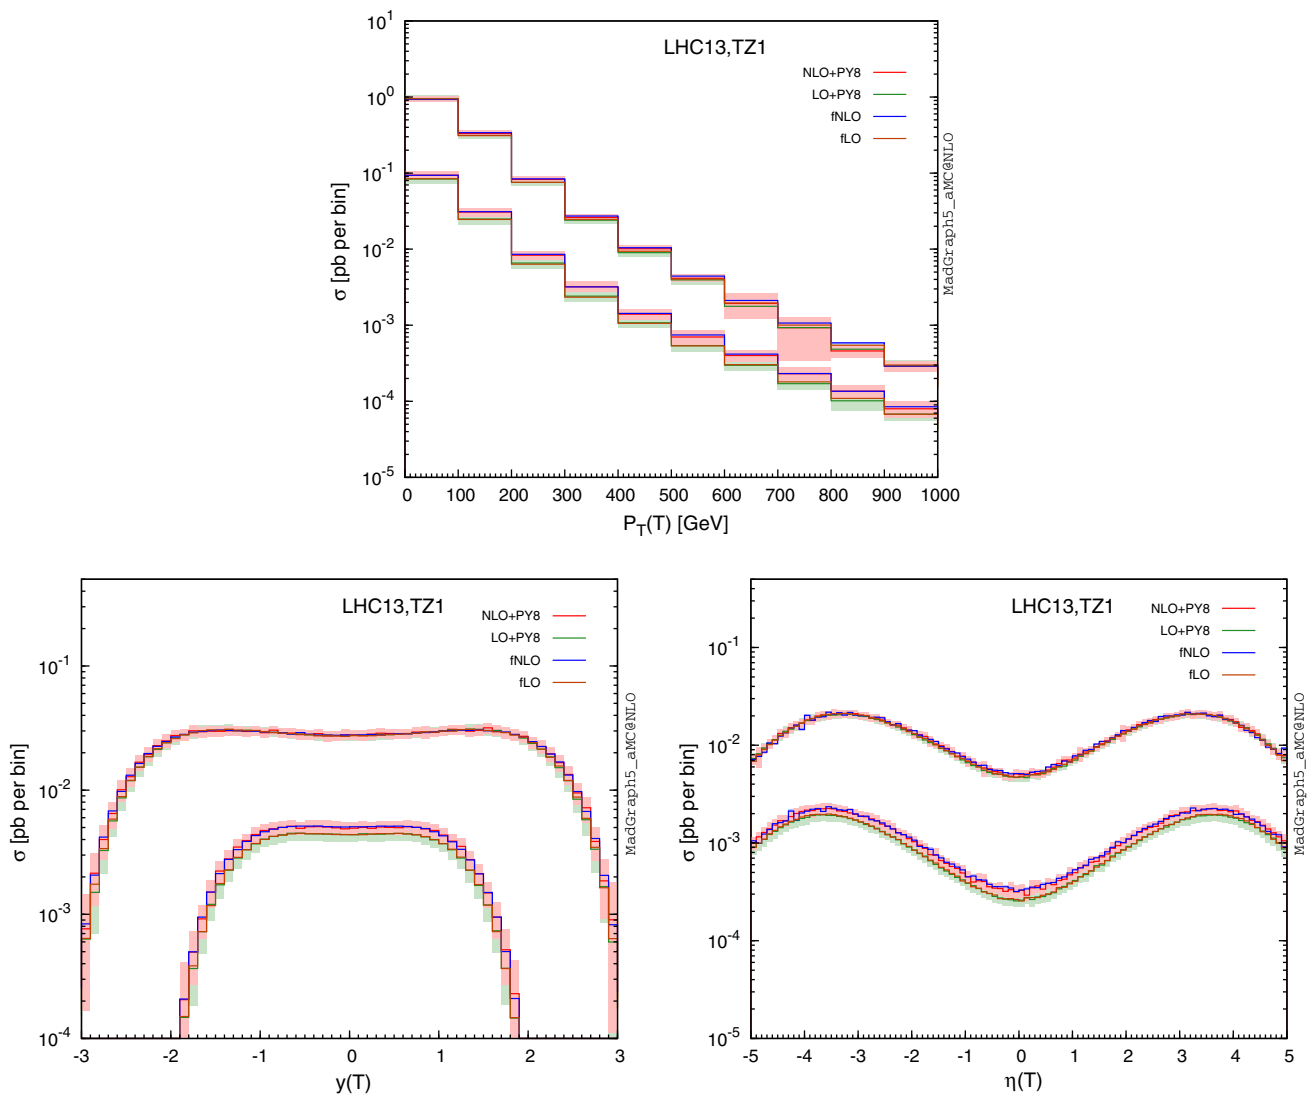 LHC13,TZ1
NLO+PY8
LO+PY8
fNLO
fLO
10^1
10^0
10^-1
10^-2
10^-3
10^-4
10^-5
σ [pb per bin]
0 100 200 300 400 500 600 700 800 900 1000
P_T(T) [GeV]
MadGraph5_aMC@NLO
LHC13,TZ1
NLO+PY8
LO+PY8
fNLO
fLO
10^-1
10^-2
10^-3
10^-4
σ [pb per bin]
-3 -2 -1 0 1 2 3
y(T)
MadGraph5_aMC@NLO
LHC13,TZ1
NLO+PY8
LO+PY8
fNLO
fLO
10^-1
10^-2
10^-3
10^-4
10^-5
σ [pb per bin]
-5 -4 -3 -2 -1 0 1 2 3 4 5
η(T)
MadGraph5_aMC@NLO